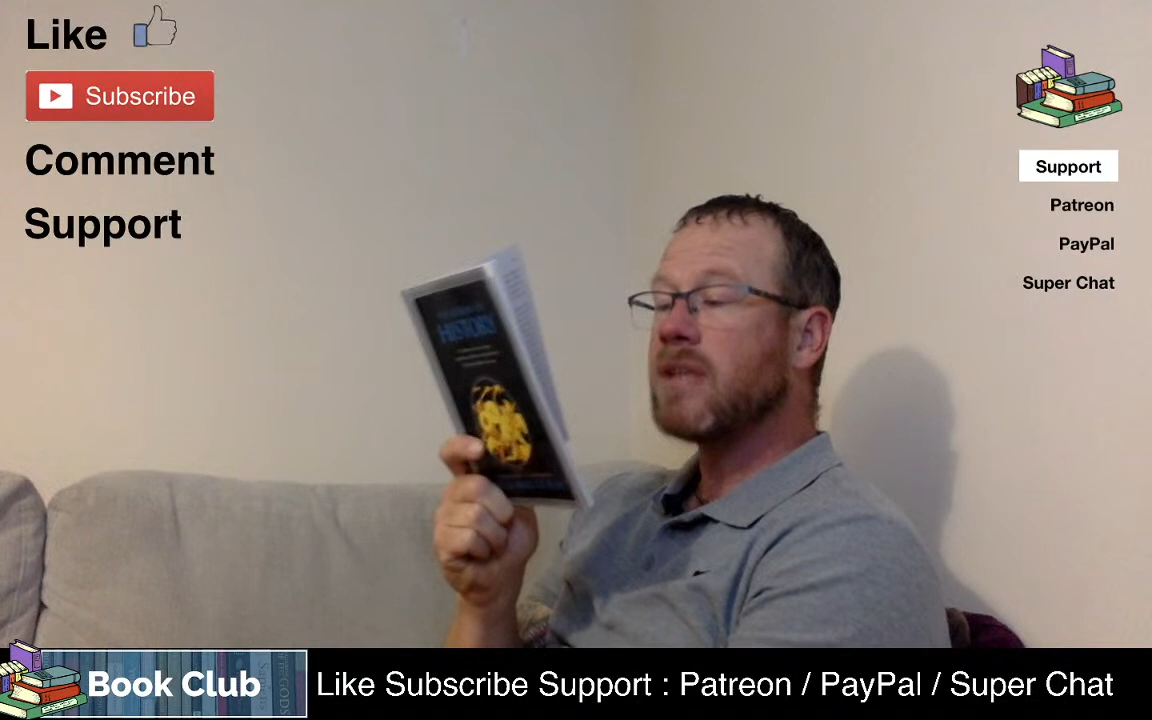 Like
Subscribe
Comment
Support
Support
Patreon
PayPal
Super Chat
HISTORY
Book Club
Like Subscribe Support : Patreon / PayPal / Super Chat